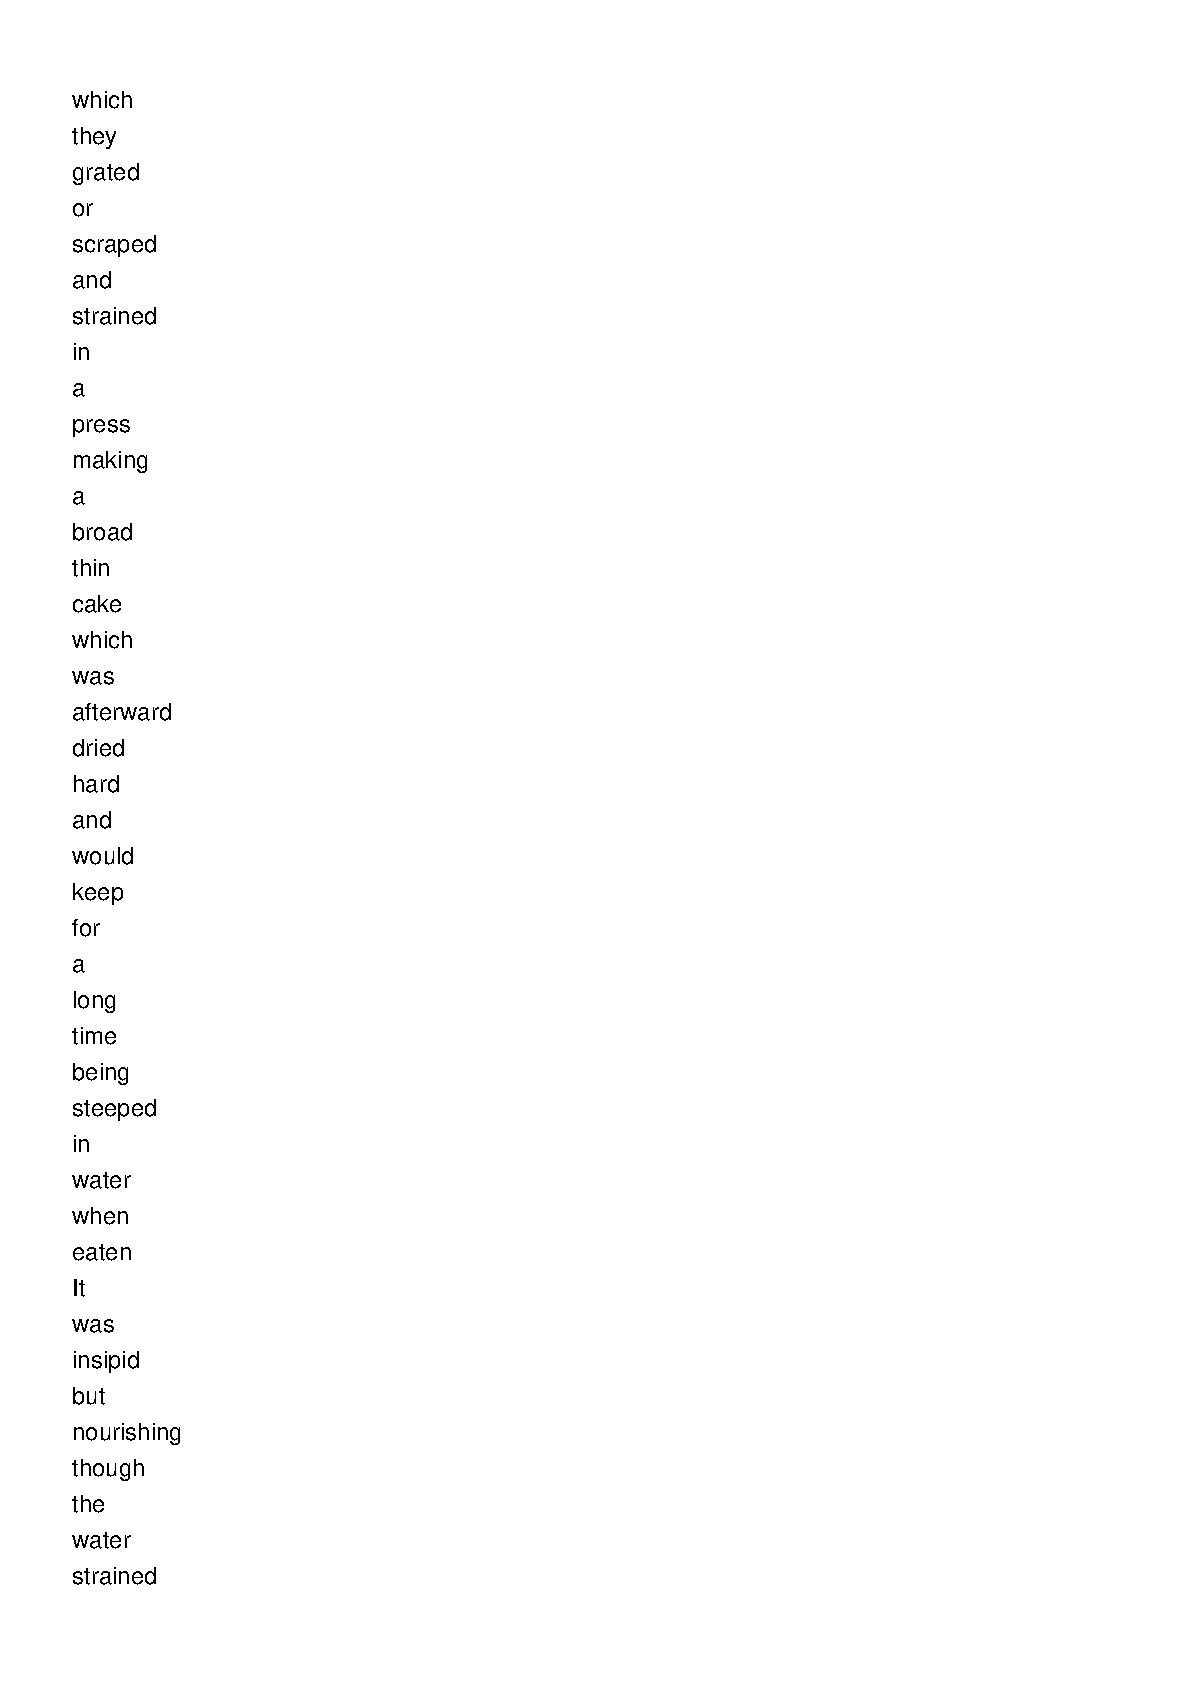 which
they
grated
or
scraped
and
strained
in
a
press
making
a
broad
thin
cake
which
was
afterward
dried
hard
and
would
keep
for
a
long
time
being
steeped
in
water
when
eaten
It
was
insipid
but
nourishing
though
the
water
strained